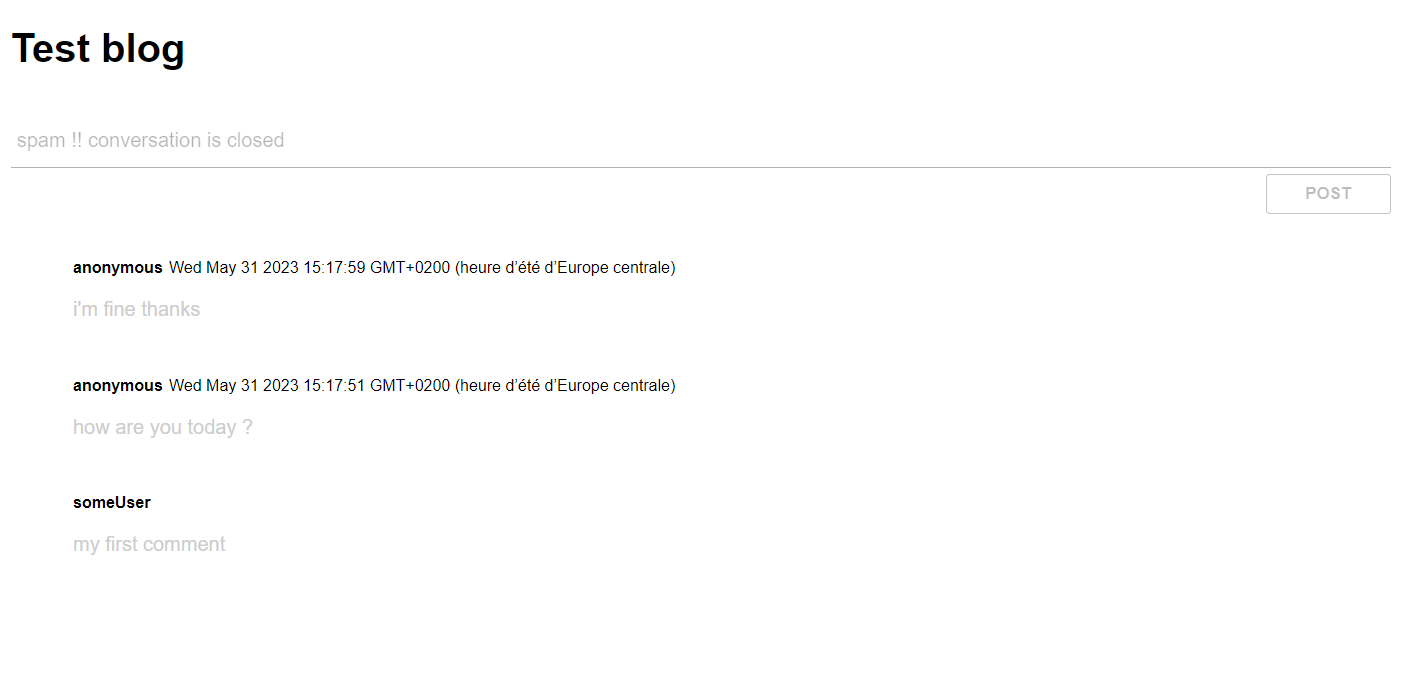 Test blog
spam !! conversation is closed
POST
anonymous Wed May 31 2023 15:17:59 GMT+0200 (heure d’été d’Europe centrale)
i'm fine thanks
anonymous Wed May 31 2023 15:17:51 GMT+0200 (heure d’été d’Europe centrale)
how are you today ?
someUser
my first comment